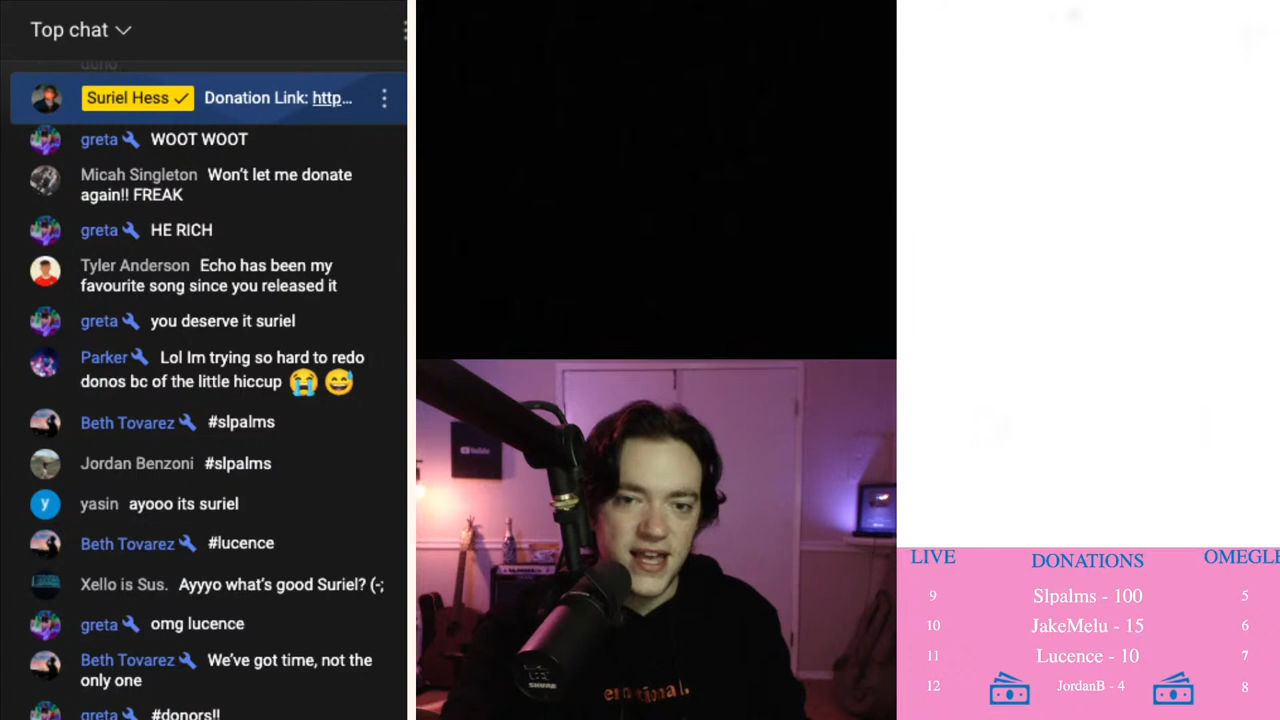 Top chat
Suriel Hess Donation Link: http...
greta WOOT WOOT
Micah Singleton Won't let me donate
again!! FREAK
greta HE RICH
Tyler Anderson Echo has been my
favourite song since you released it
greta you deserve it suriel
Parker Lol Im trying so hard to redo
donos bc of the little hiccup 😭 😅
Beth Tovarez #slpalms
Jordan Benzoni #slpalms
y
yasin ayooo its suriel
Beth Tovarez #lucence
Xello is Sus. Ayyyo what's good Suriel? (-;
greta omg lucence
Beth Tovarez We've got time, not the
only one
greta #donors!!
YouTube
SHURE
LIVE DONATIONS OMEGLE
9 Slpalms - 100 5
10 JakeMelu - 15 6
11 Lucence - 10 7
12 JordanB - 4 8